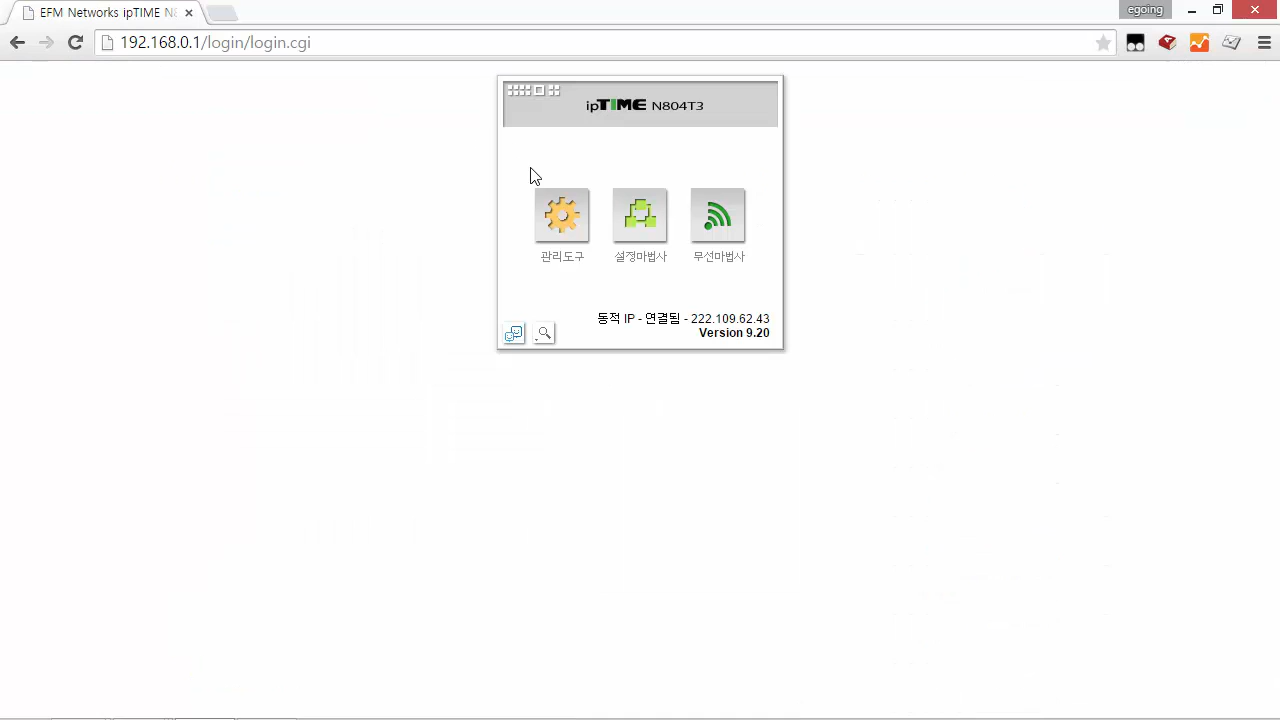 EFM Networks ipTIME N8
egoing
192.168.0.1/login/login.cgi
ipTIME N804T3
관리도구 설정마법사 무선마법사
동적 IP - 연결됨 - 222.109.62.43
Version 9.20